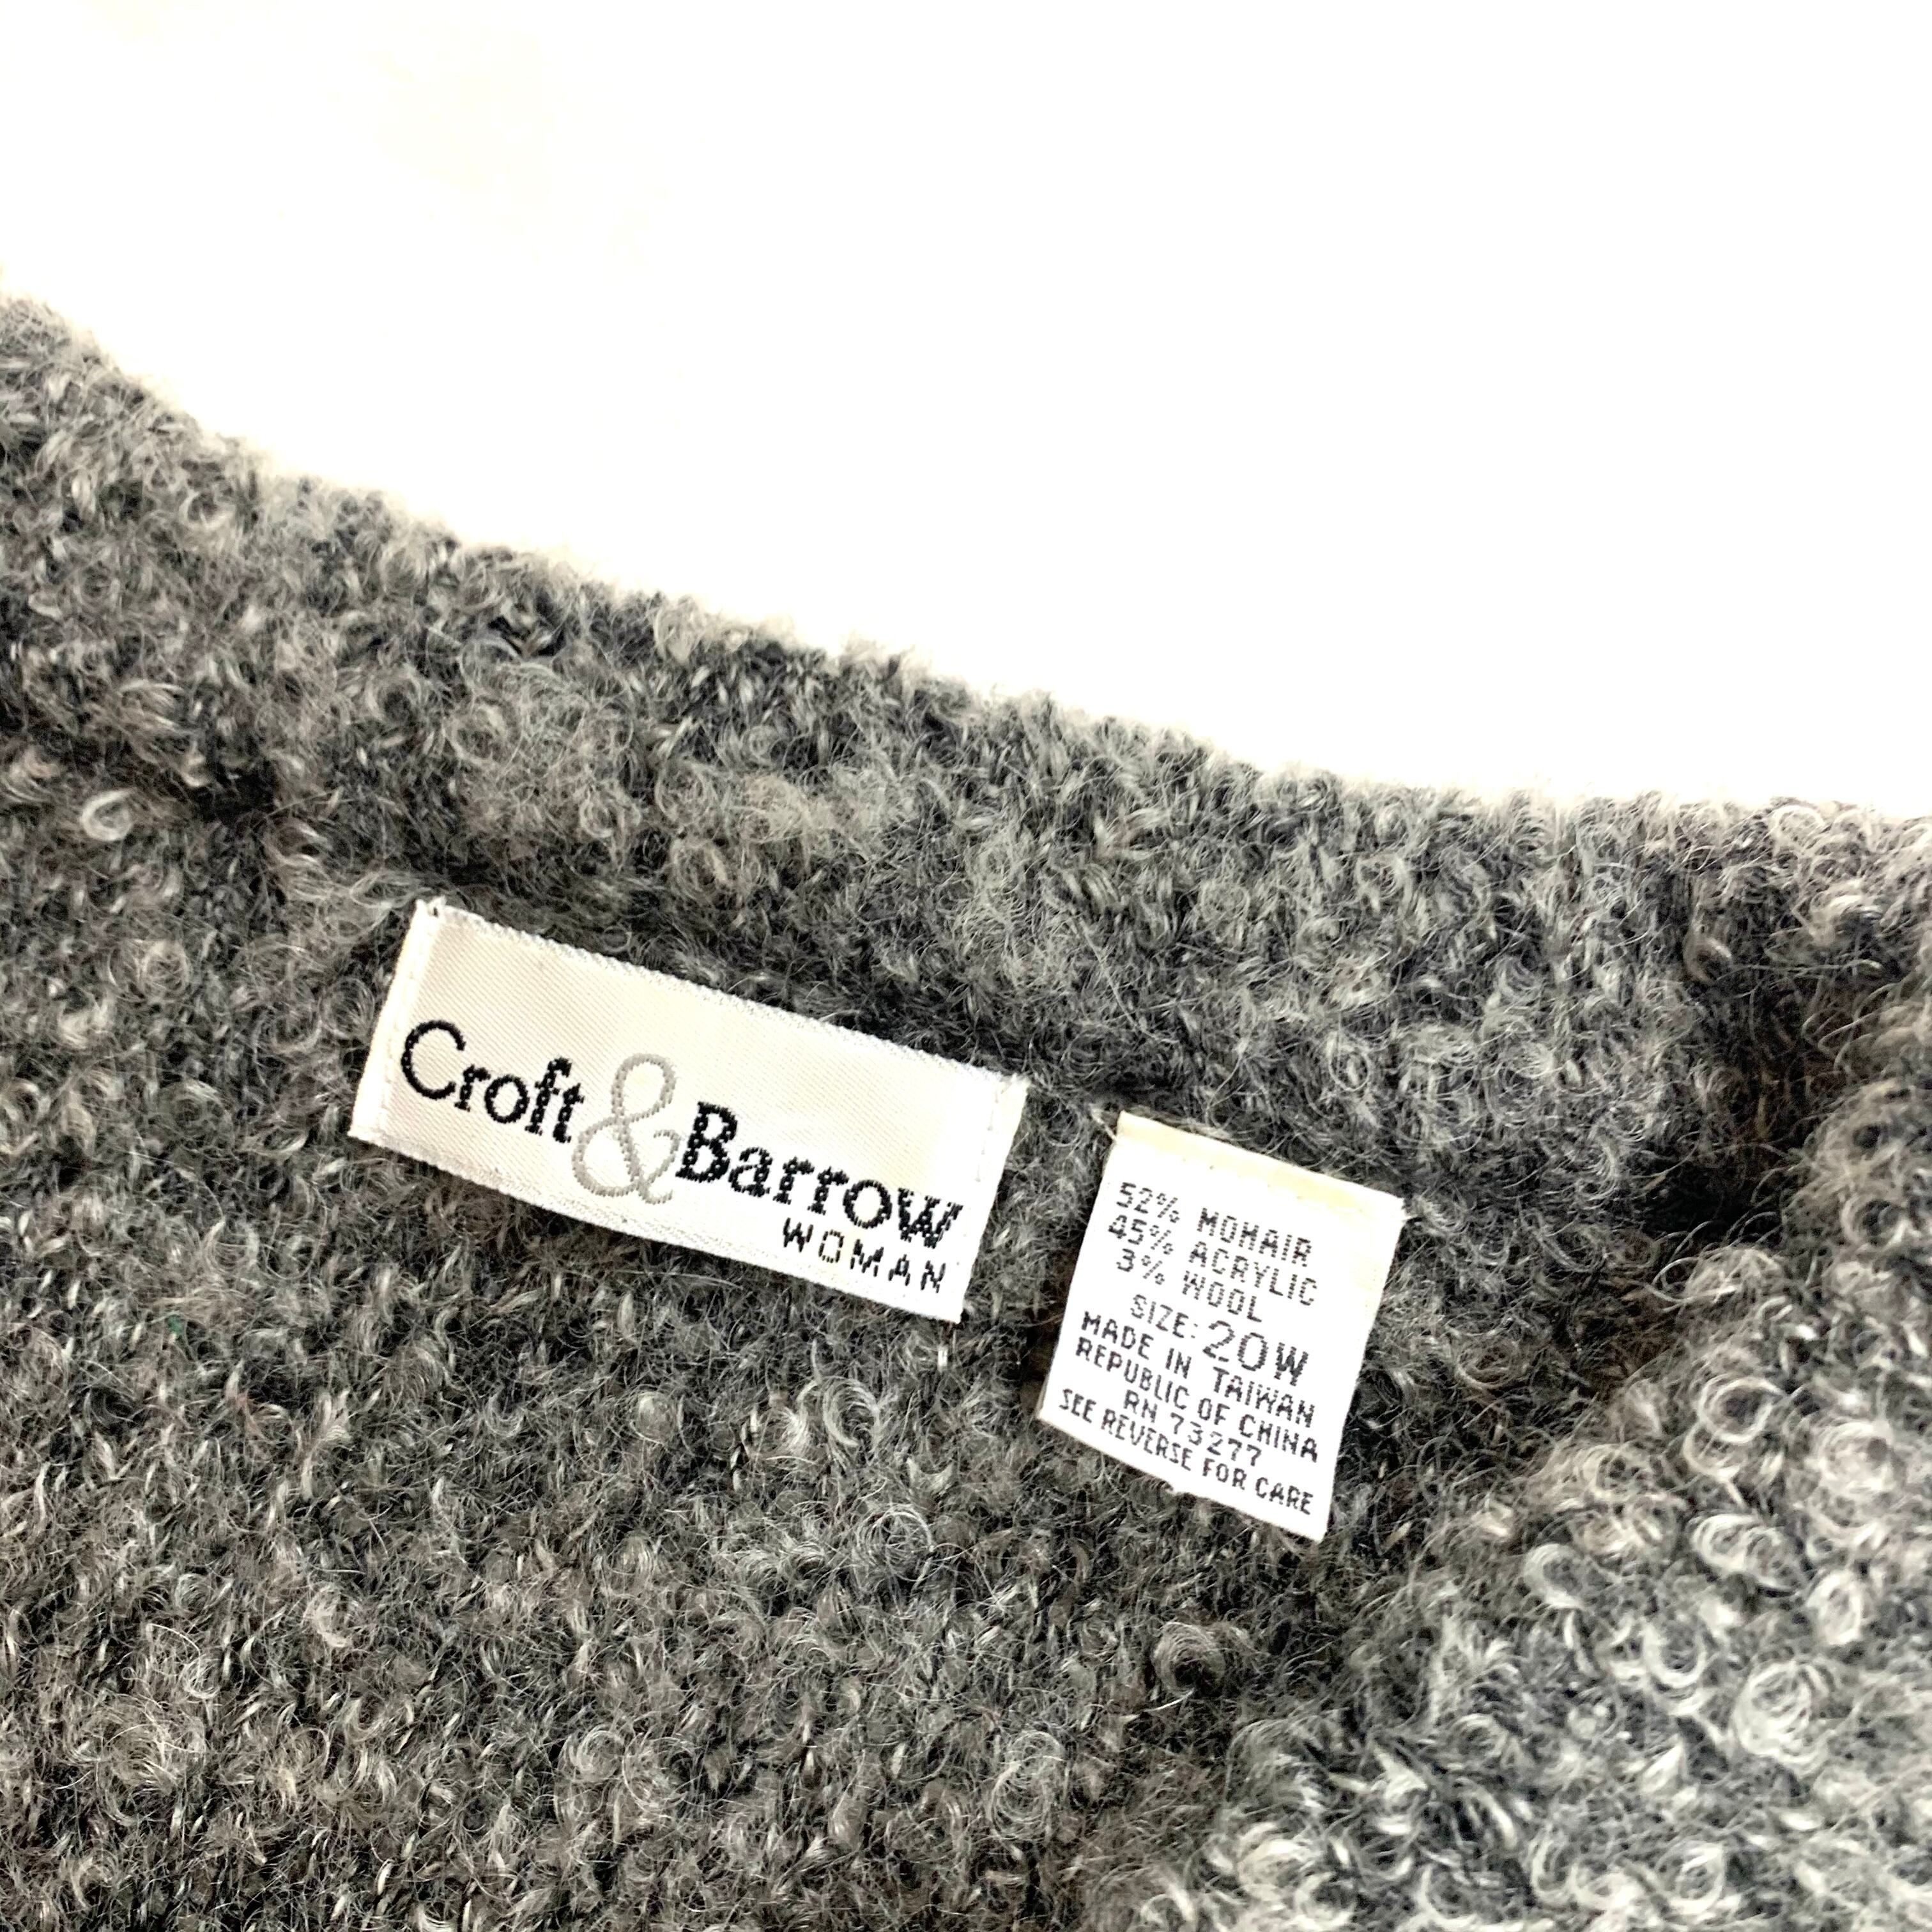 Croft & Barrow
WOMAN
52% MOHAIR
45% ACRYLIC
3% WOOL
SIZE: 20W
MADE IN TAIWAN
REPUBLIC OF CHINA
RN 73277
SEE REVERSE FOR CARE